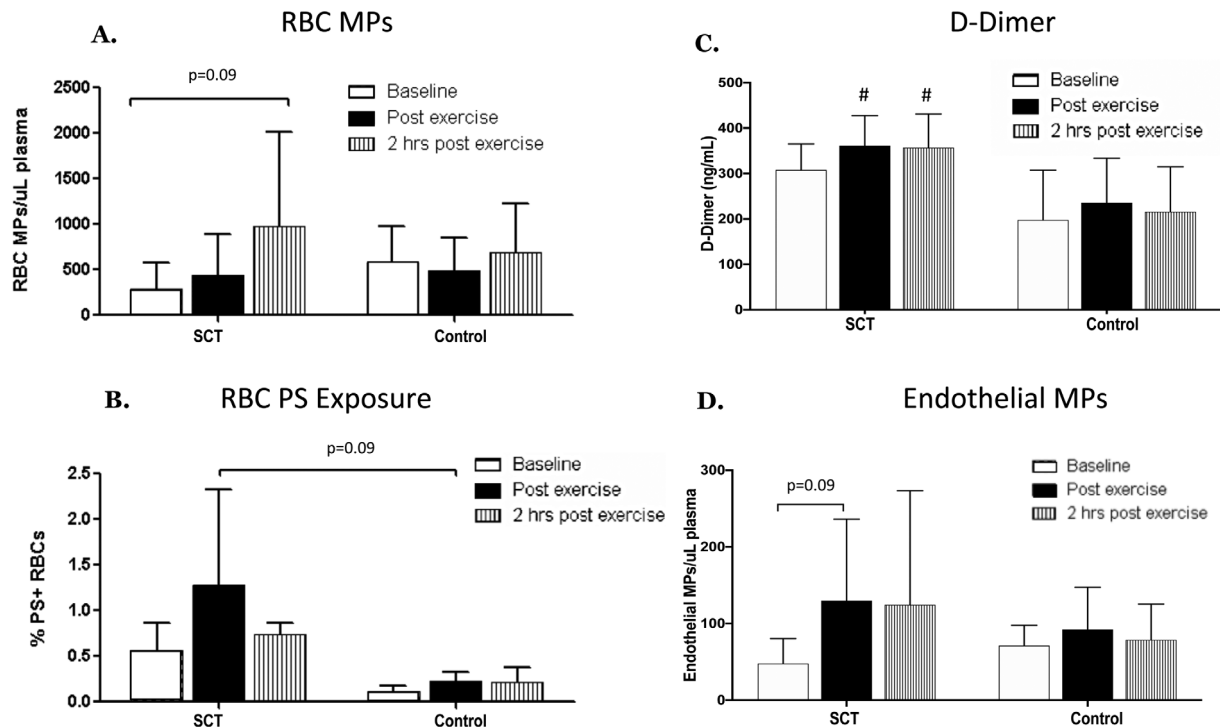 A.
RBC MPs
p=0.09
Baseline
Post exercise
2 hrs post exercise
RBC MPs/uL plasma
2500
2000
1500
1000
500
0
SCT
Control
C.
D-Dimer
Baseline
Post exercise
2 hrs post exercise
#
#
D-Dimer (ng/mL)
500
400
300
200
100
0
SCT
Control
B.
RBC PS Exposure
p=0.09
Baseline
Post exercise
2 hrs post exercise
% PS+ RBCs
2.5
2.0
1.5
1.0
0.5
0.0
SCT
Control
D.
Endothelial MPs
p=0.09
Baseline
Post exercise
2 hrs post exercise
Endothelial MPs/uL plasma
300
200
100
0
SCT
Control